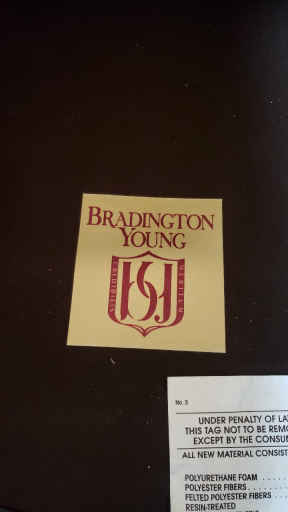 BRADINGTON
YOUNG
No. 3
UNDER PENALTY OF LA
THIS TAG NOT TO BE REMO
EXCEPT BY THE CONSU
ALL NEW MATERIAL CONSIST
POLYURETHANE FOAM . . . .
POLYESTER FIBERS . . . . . .
FELTED POLYESTER FIBERS . .
RESIN-TREATED